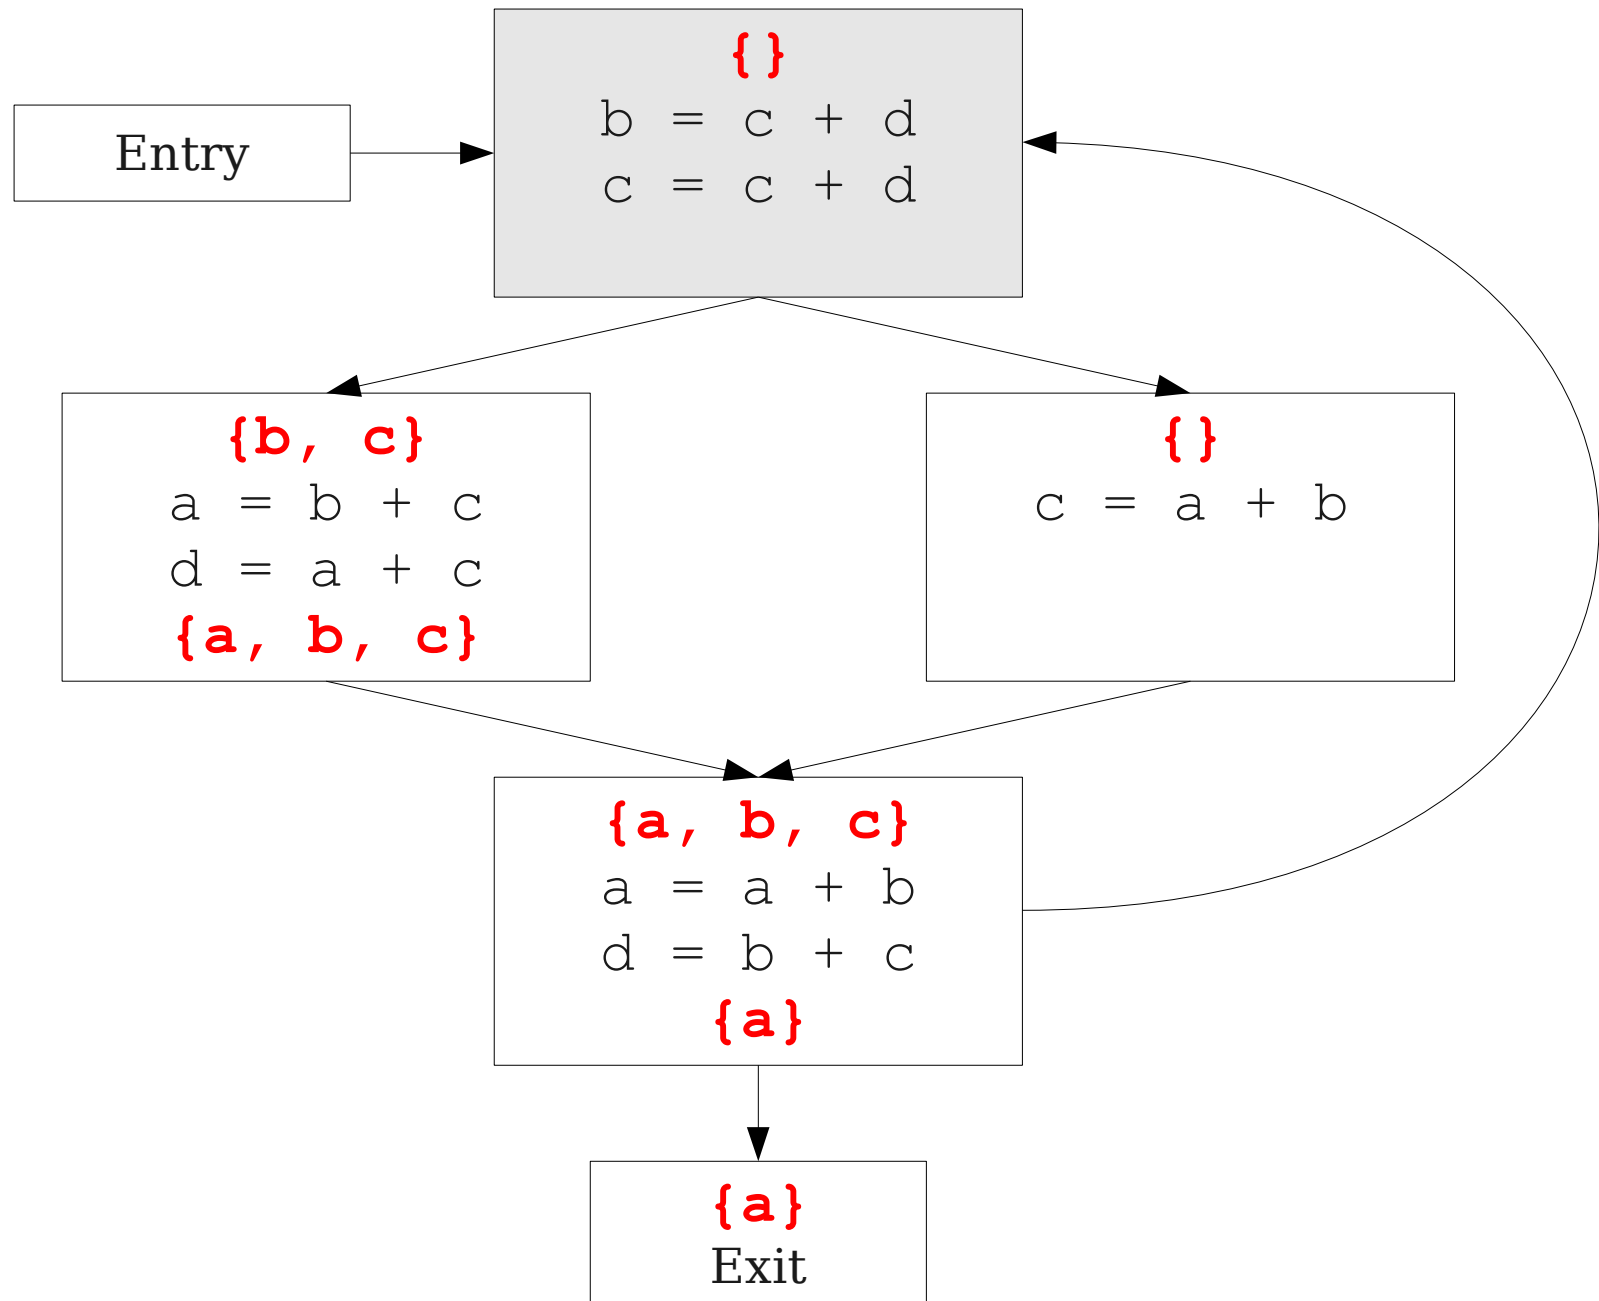 {}
b = c + d
c = c + d
Entry
{b, c}
a = b + c
d = a + c
{a, b, c}
{}
c = a + b
{a, b, c}
a = a + b
d = b + c
{a}
{a}
Exit